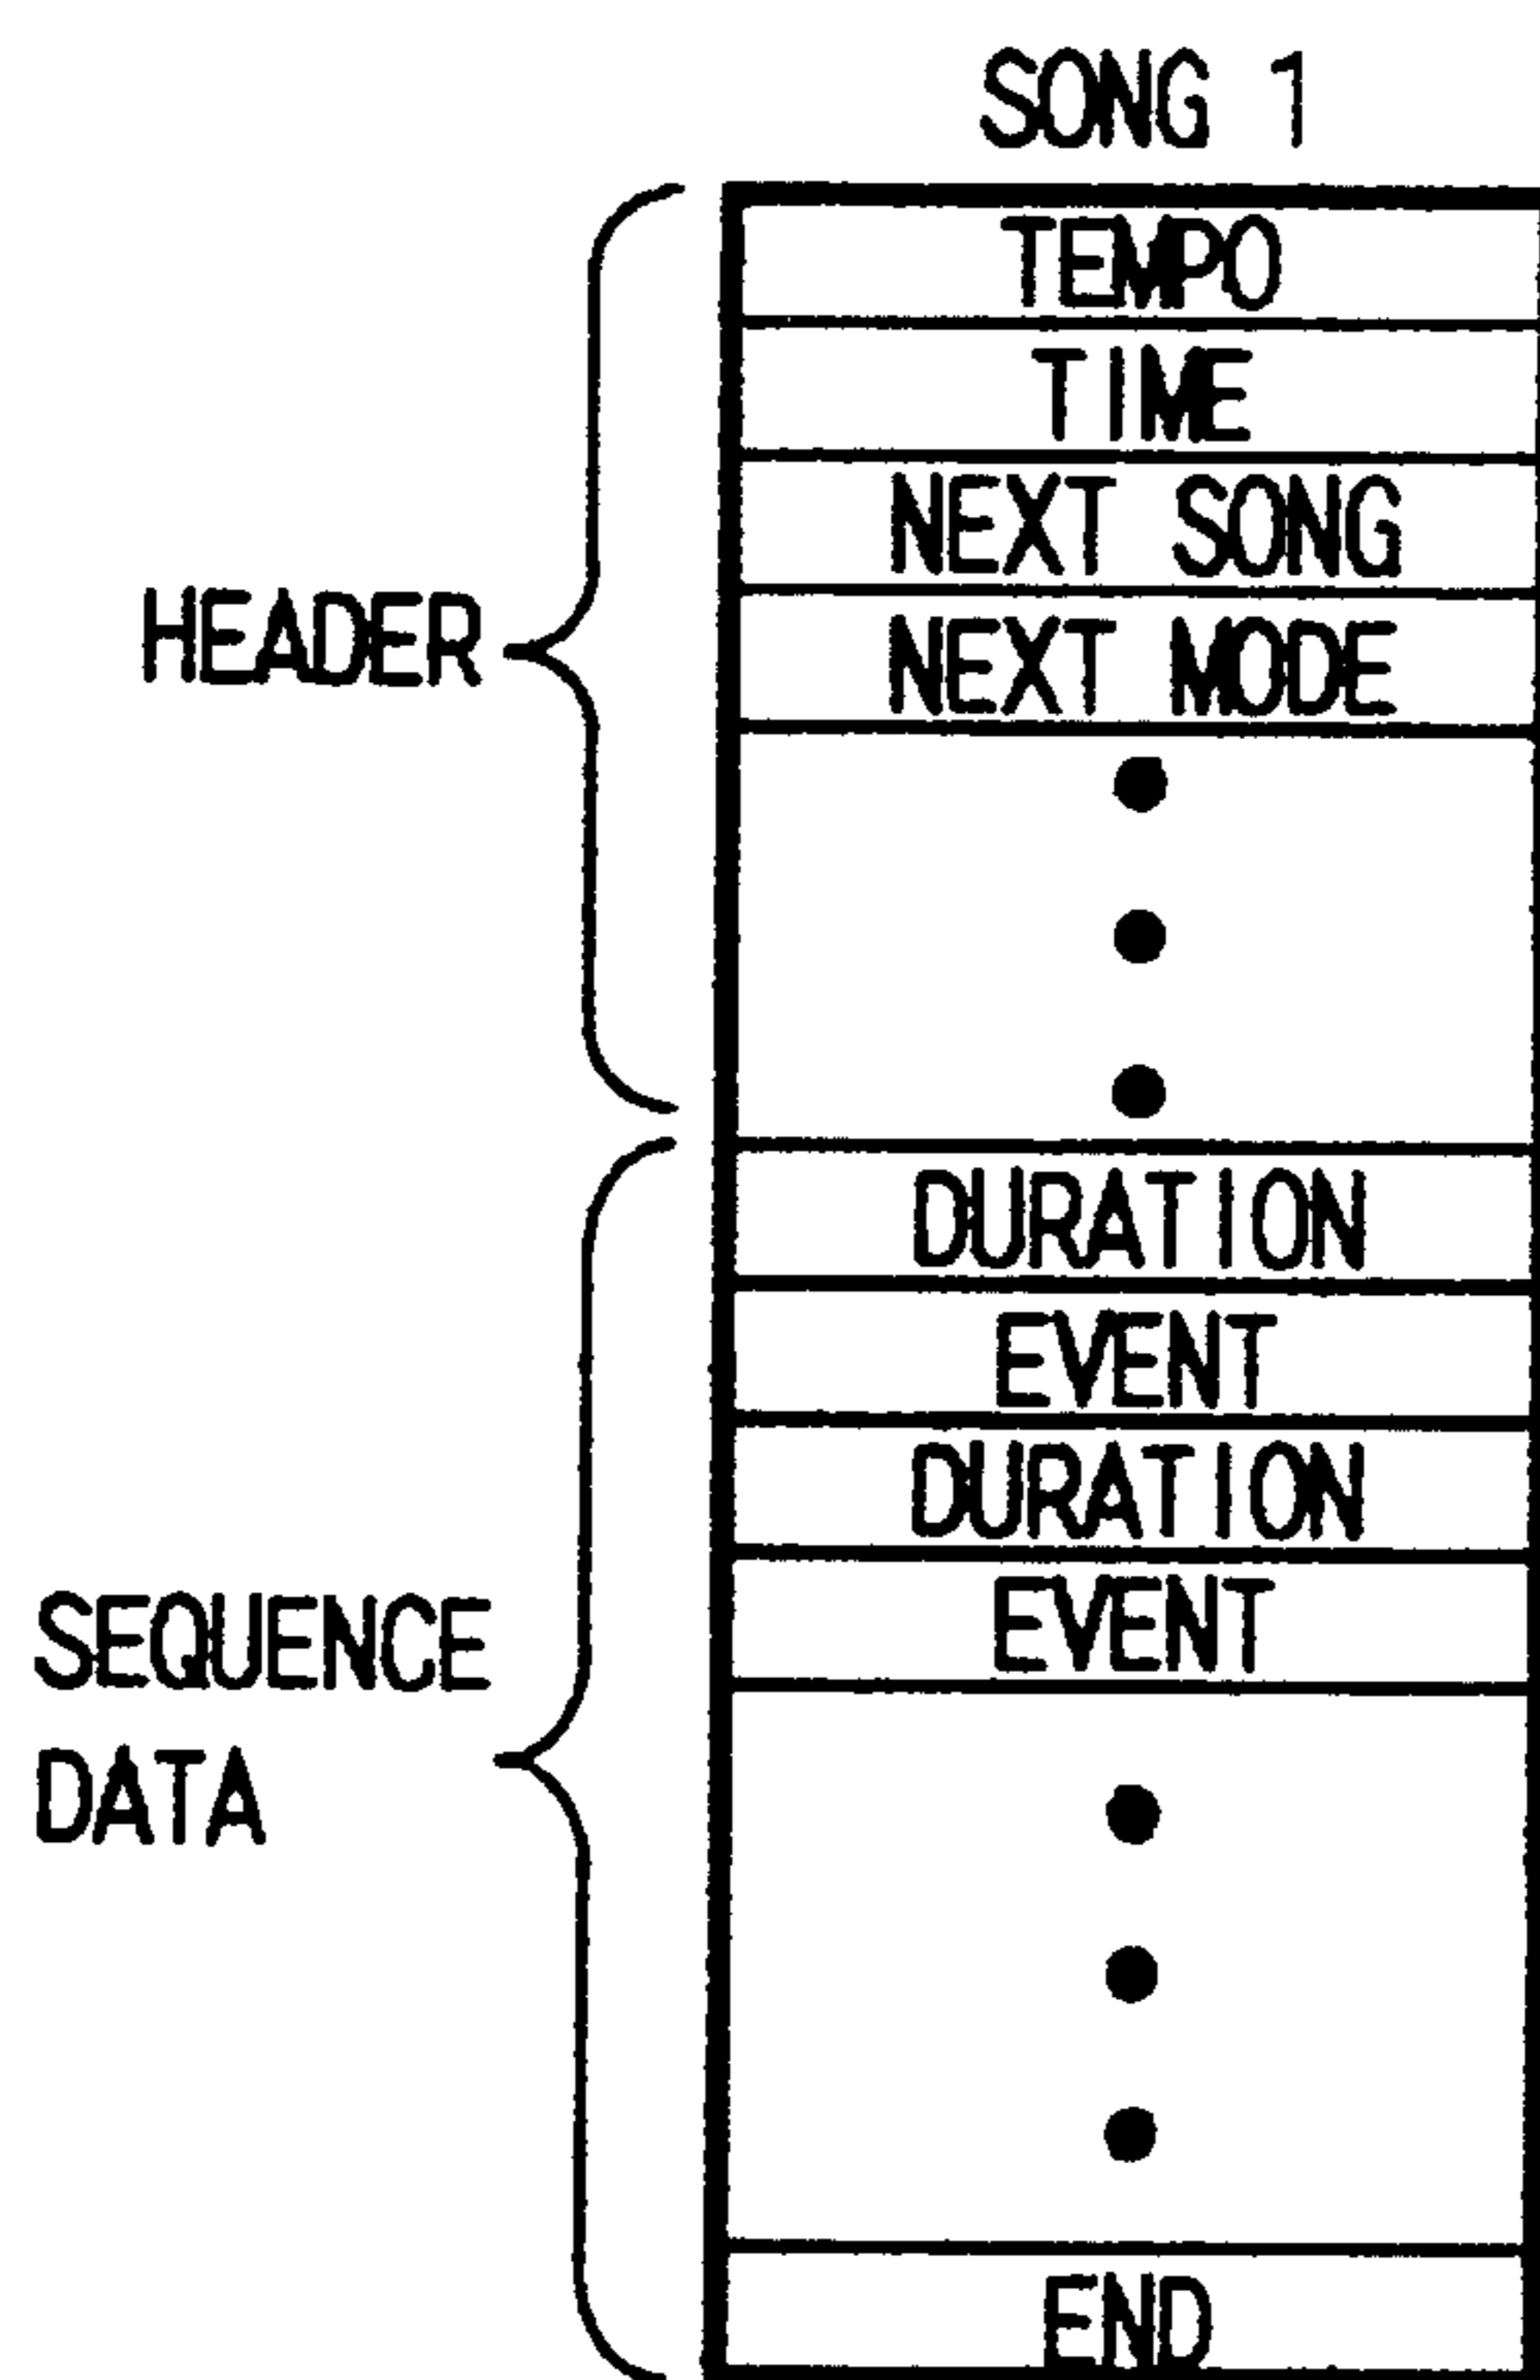 SONG 1
TEMPO
TIME
NEXT SONG
NEXT MODE
HEADER
DURATION
EVENT
DURATION
EVENT
SEQUENCE
DATA
END